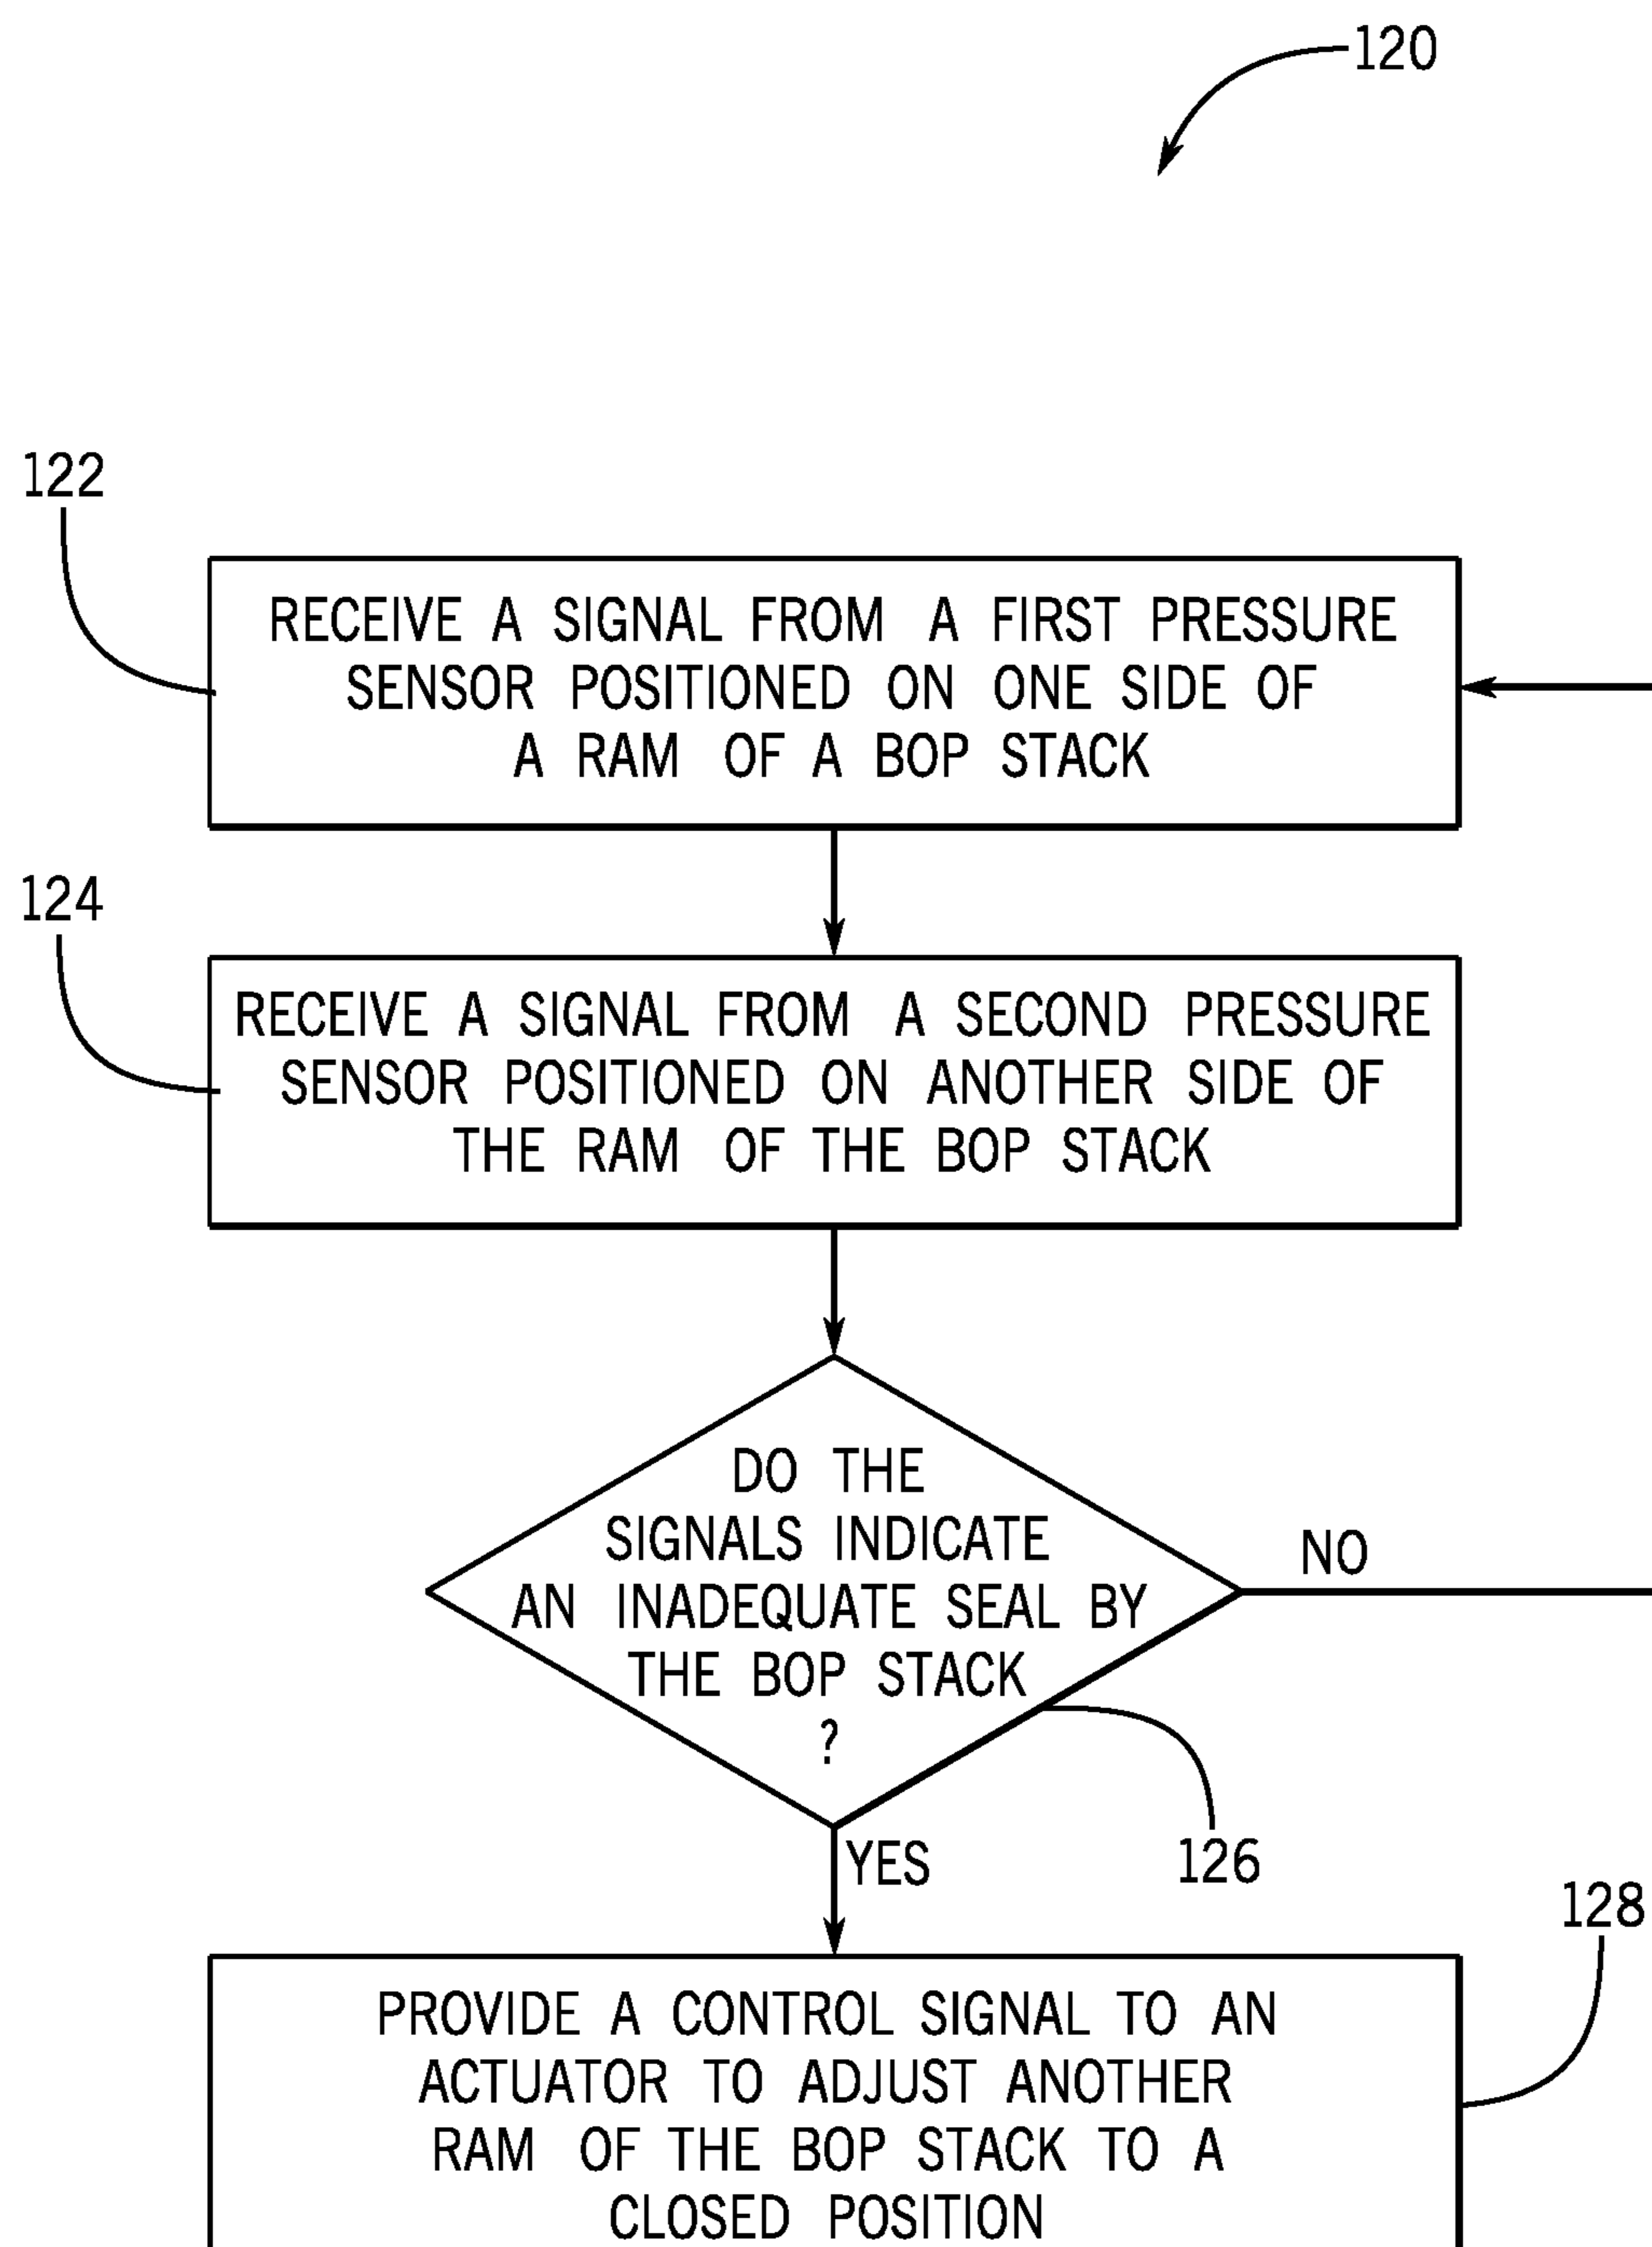 120
122
RECEIVE A SIGNAL FROM A FIRST PRESSURE
SENSOR POSITIONED ON ONE SIDE OF
A RAM OF A BOP STACK
124
RECEIVE A SIGNAL FROM A SECOND PRESSURE
SENSOR POSITIONED ON ANOTHER SIDE OF
THE RAM OF THE BOP STACK
DO THE
SIGNALS INDICATE
AN INADEQUATE SEAL BY
THE BOP STACK
?
NO
YES
126
128
PROVIDE A CONTROL SIGNAL TO AN
ACTUATOR TO ADJUST ANOTHER
RAM OF THE BOP STACK TO A
CLOSED POSITION